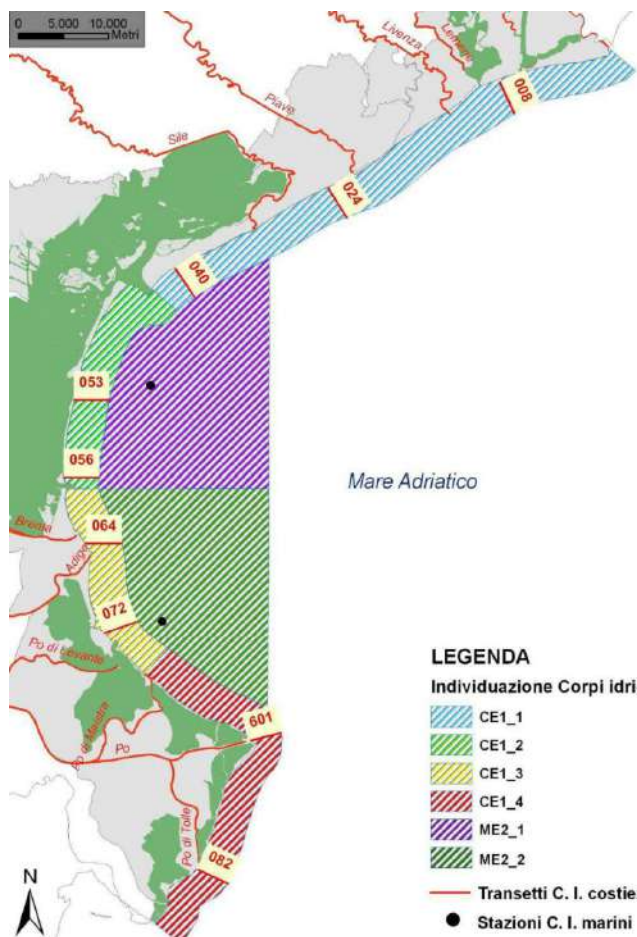 0 5.000 10.000
Metri
Livenza
Lemene
Piave
Sile
008
024
040
053
056
Mare Adriatico
Brenta
064
Adige
072
Po di Levante
Po di Maistra
Po
601
Po di Tolle
082
N
LEGENDA
Individuazione Corpi idri
CE1_1
CE1_2
CE1_3
CE1_4
ME2_1
ME2_2
Transetti C. I. costie
Stazioni C. I. marini